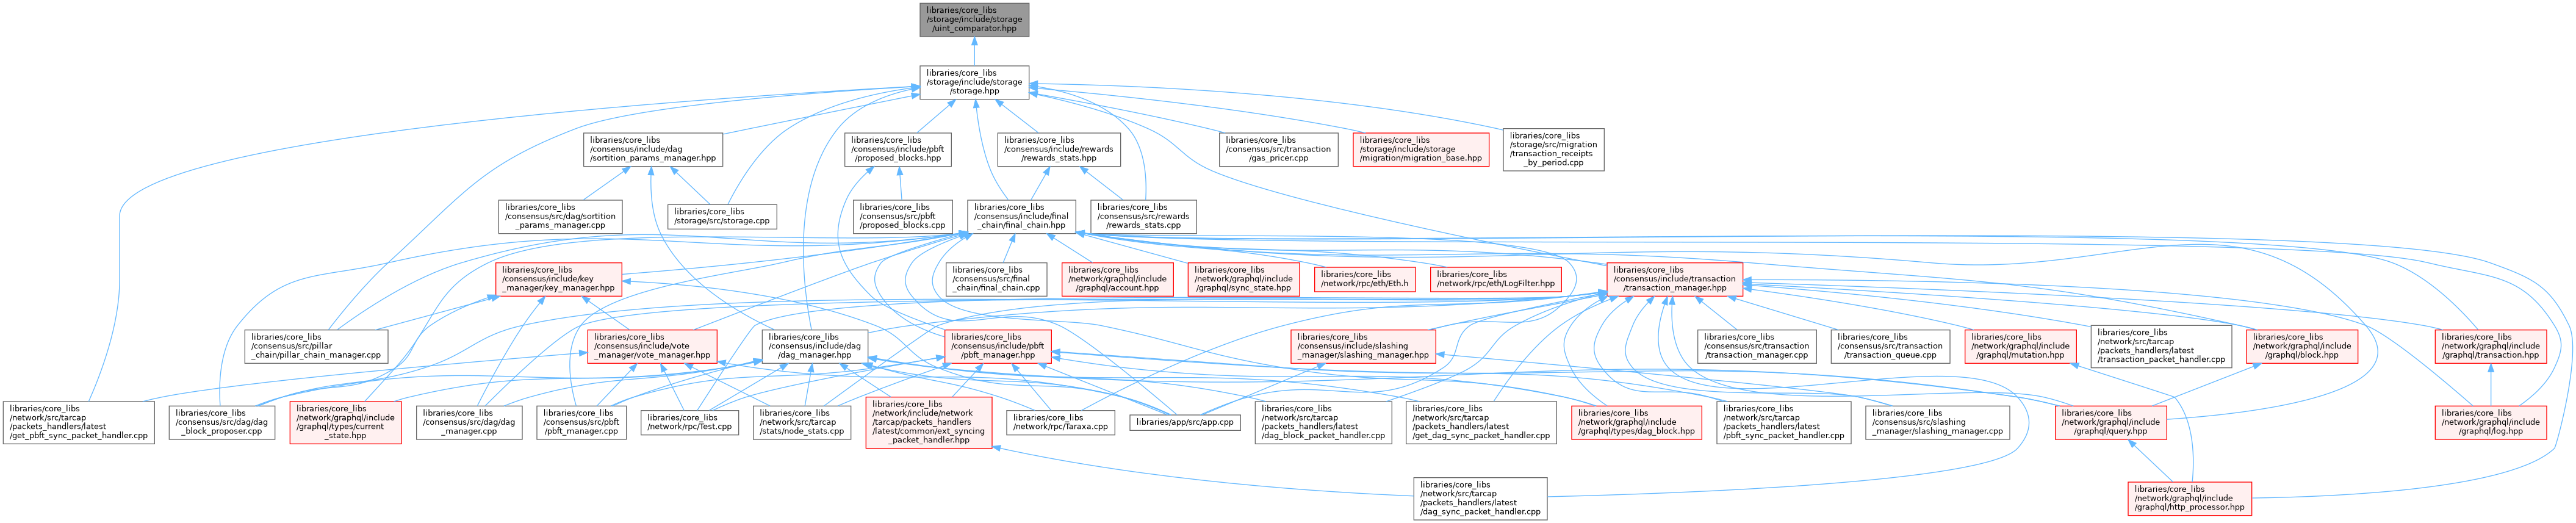 libraries/core_libs
/storage/include/storage
/uint_comparator.hpp
libraries/core_libs
/storage/include/storage
/storage.hpp
libraries/core_libs
/consensus/include/dag
/sortition_params_manager.hpp
libraries/core_libs
/consensus/include/pbft
/proposed_blocks.hpp
libraries/core_libs
/consensus/include/rewards
/rewards_stats.hpp
libraries/core_libs
/consensus/src/transaction
/gas_pricer.cpp
libraries/core_libs
/storage/include/storage
/migration/migration_base.hpp
libraries/core_libs
/storage/src/migration
/transaction_receipts
_by_period.cpp
libraries/core_libs
/consensus/src/dag/sortition
_params_manager.cpp
libraries/core_libs
/storage/src/storage.cpp
libraries/core_libs
/consensus/src/pbft
/proposed_blocks.cpp
libraries/core_libs
/consensus/include/final
_chain/final_chain.hpp
libraries/core_libs
/consensus/src/rewards
/rewards_stats.cpp
libraries/core_libs
/consensus/include/key
_manager/key_manager.hpp
libraries/core_libs
/consensus/src/final
_chain/final_chain.cpp
libraries/core_libs
/network/graphql/include
/graphql/account.hpp
libraries/core_libs
/network/graphql/include
/graphql/sync_state.hpp
libraries/core_libs
/network/rpc/eth/Eth.h
libraries/core_libs
/network/rpc/eth/LogFilter.hpp
libraries/core_libs
/consensus/include/transaction
/transaction_manager.hpp
libraries/core_libs
/consensus/src/pillar
_chain/pillar_chain_manager.cpp
libraries/core_libs
/consensus/include/vote
_manager/vote_manager.hpp
libraries/core_libs
/consensus/include/dag
/dag_manager.hpp
libraries/core_libs
/consensus/include/pbft
/pbft_manager.hpp
libraries/core_libs
/consensus/include/slashing
_manager/slashing_manager.hpp
libraries/core_libs
/consensus/src/transaction
/transaction_manager.cpp
libraries/core_libs
/consensus/src/transaction
/transaction_queue.cpp
libraries/core_libs
/network/graphql/include
/graphql/mutation.hpp
libraries/core_libs
/network/src/tarcap
/packets_handlers/latest
/transaction_packet_handler.cpp
libraries/core_libs
/network/graphql/include
/graphql/block.hpp
libraries/core_libs
/network/graphql/include
/graphql/transaction.hpp
libraries/core_libs
/network/src/tarcap
/packets_handlers/latest
/get_pbft_sync_packet_handler.cpp
libraries/core_libs
/consensus/src/dag/dag
_block_proposer.cpp
libraries/core_libs
/network/graphql/include
/graphql/types/current
_state.hpp
libraries/core_libs
/consensus/src/dag/dag
_manager.cpp
libraries/core_libs
/consensus/src/pbft
/pbft_manager.cpp
libraries/core_libs
/network/rpc/Test.cpp
libraries/core_libs
/network/src/tarcap
/stats/node_stats.cpp
libraries/core_libs
/network/include/network
/tarcap/packets_handlers
/latest/common/ext_syncing
_packet_handler.hpp
libraries/core_libs
/network/rpc/Taraxa.cpp
libraries/app/src/app.cpp
libraries/core_libs
/network/src/tarcap
/packets_handlers/latest
/dag_block_packet_handler.cpp
libraries/core_libs
/network/src/tarcap
/packets_handlers/latest
/get_dag_sync_packet_handler.cpp
libraries/core_libs
/network/graphql/include
/graphql/types/dag_block.hpp
libraries/core_libs
/network/src/tarcap
/packets_handlers/latest
/pbft_sync_packet_handler.cpp
libraries/core_libs
/consensus/src/slashing
_manager/slashing_manager.cpp
libraries/core_libs
/network/graphql/include
/graphql/query.hpp
libraries/core_libs
/network/graphql/include
/graphql/log.hpp
libraries/core_libs
/network/src/tarcap
/packets_handlers/latest
/dag_sync_packet_handler.cpp
libraries/core_libs
/network/graphql/include
/graphql/http_processor.hpp